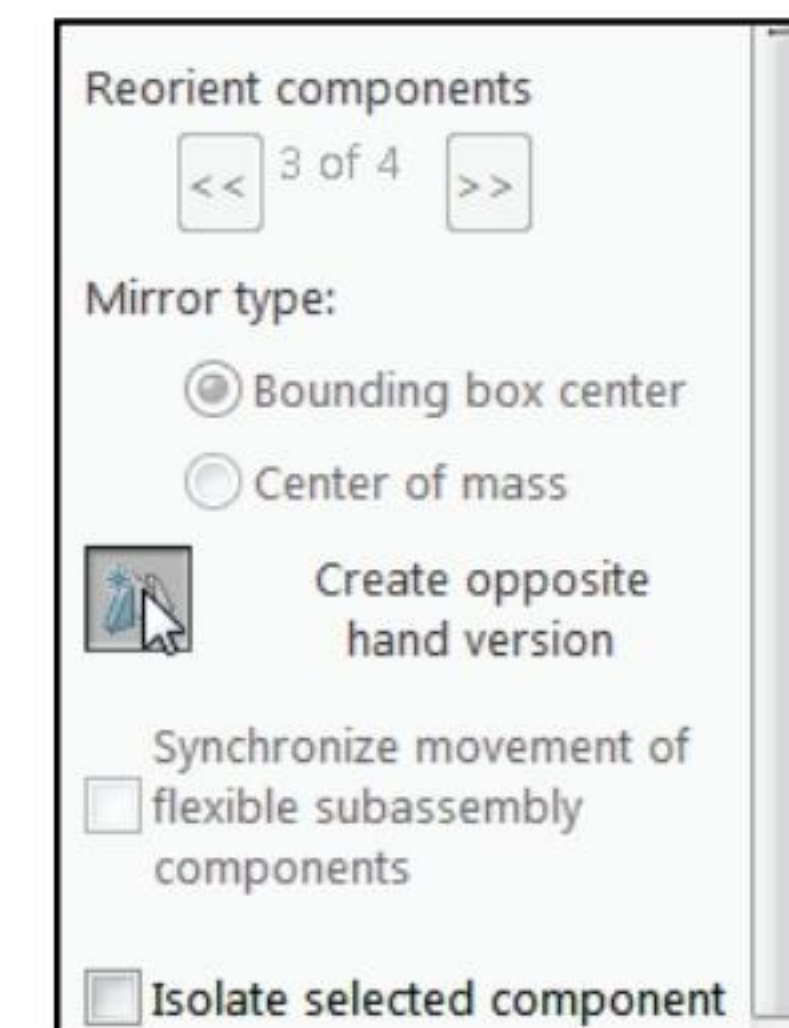 Reorient components
<< 3 of 4 >>
Mirror type:
Bounding box center
Center of mass
Create opposite
hand version
Synchronize movement of
flexible subassembly
components
Isolate selected component